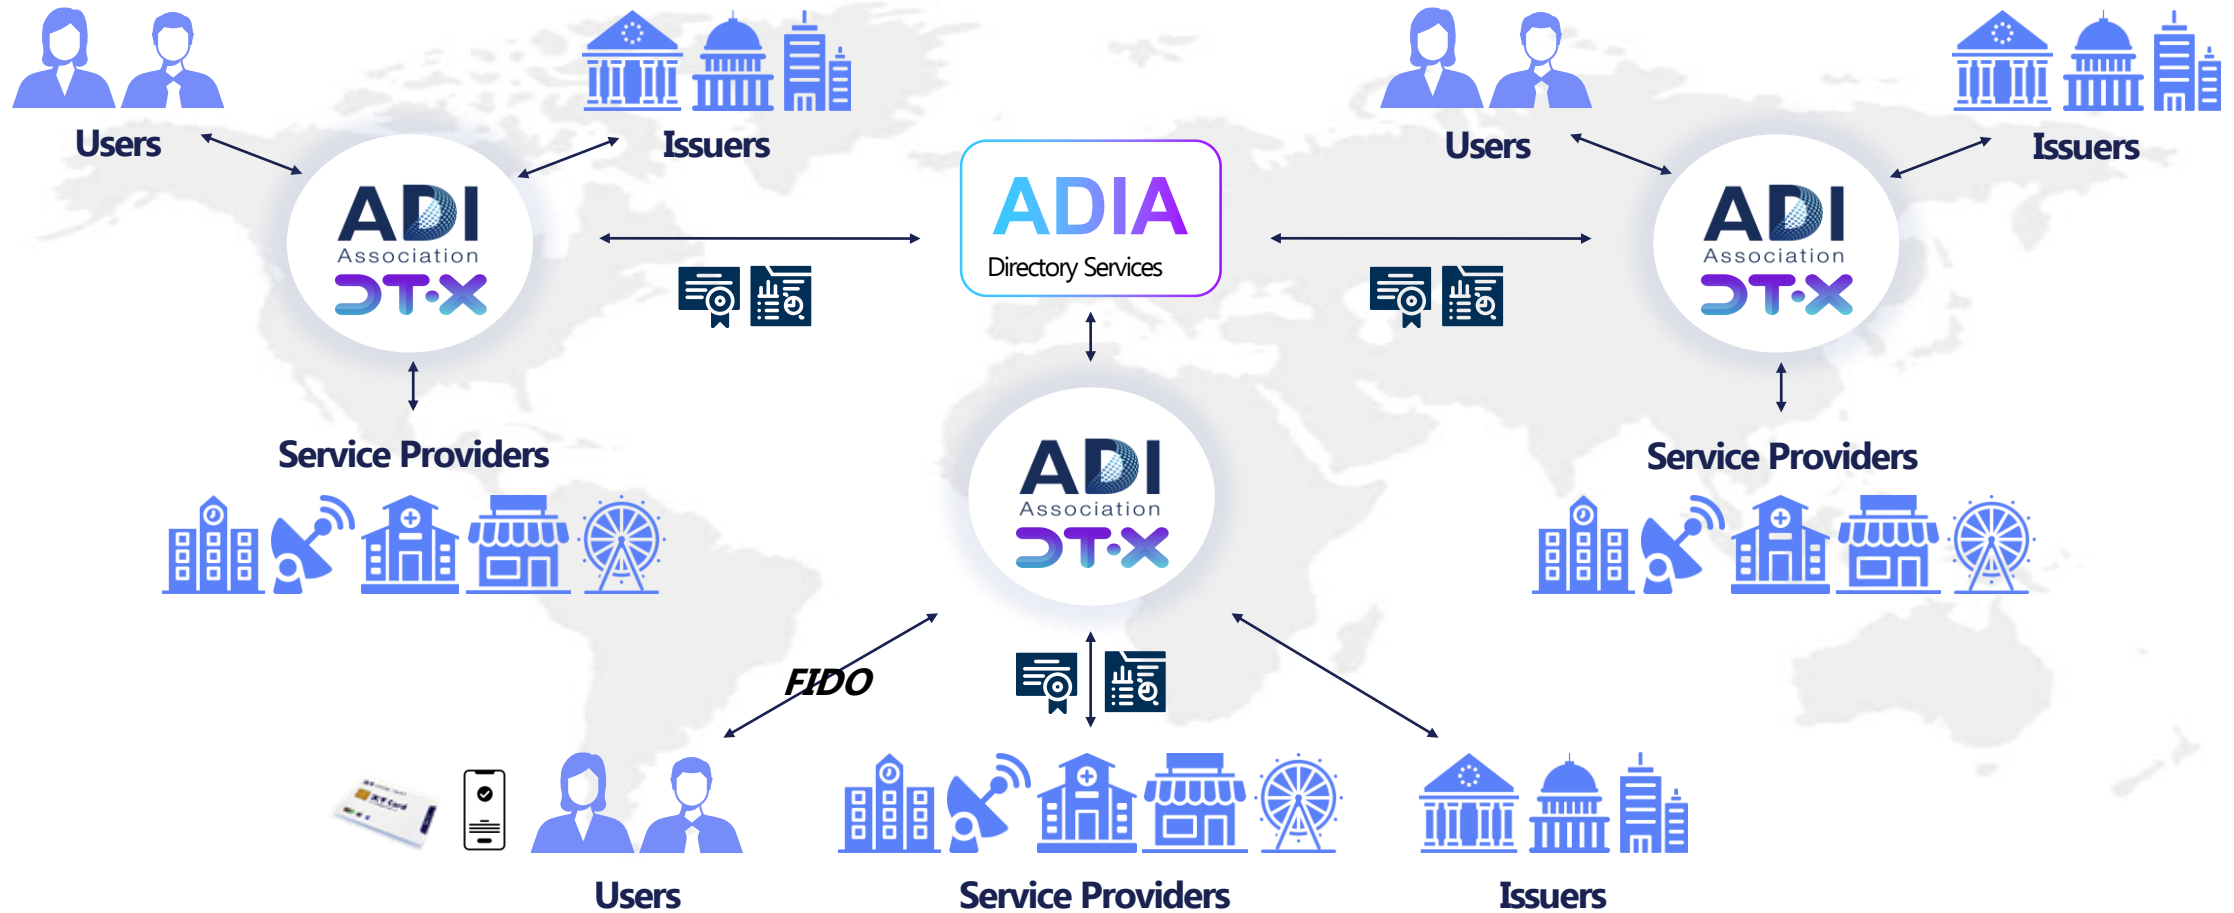 Users
Issuers
Users
Issuers
ADI
Association
DT·X
ADIA
Directory Services
ADI
Association
DT·X
Service Providers
ADI
Association
DT·X
Service Providers
FIDO
Card
Users
Service Providers
Issuers